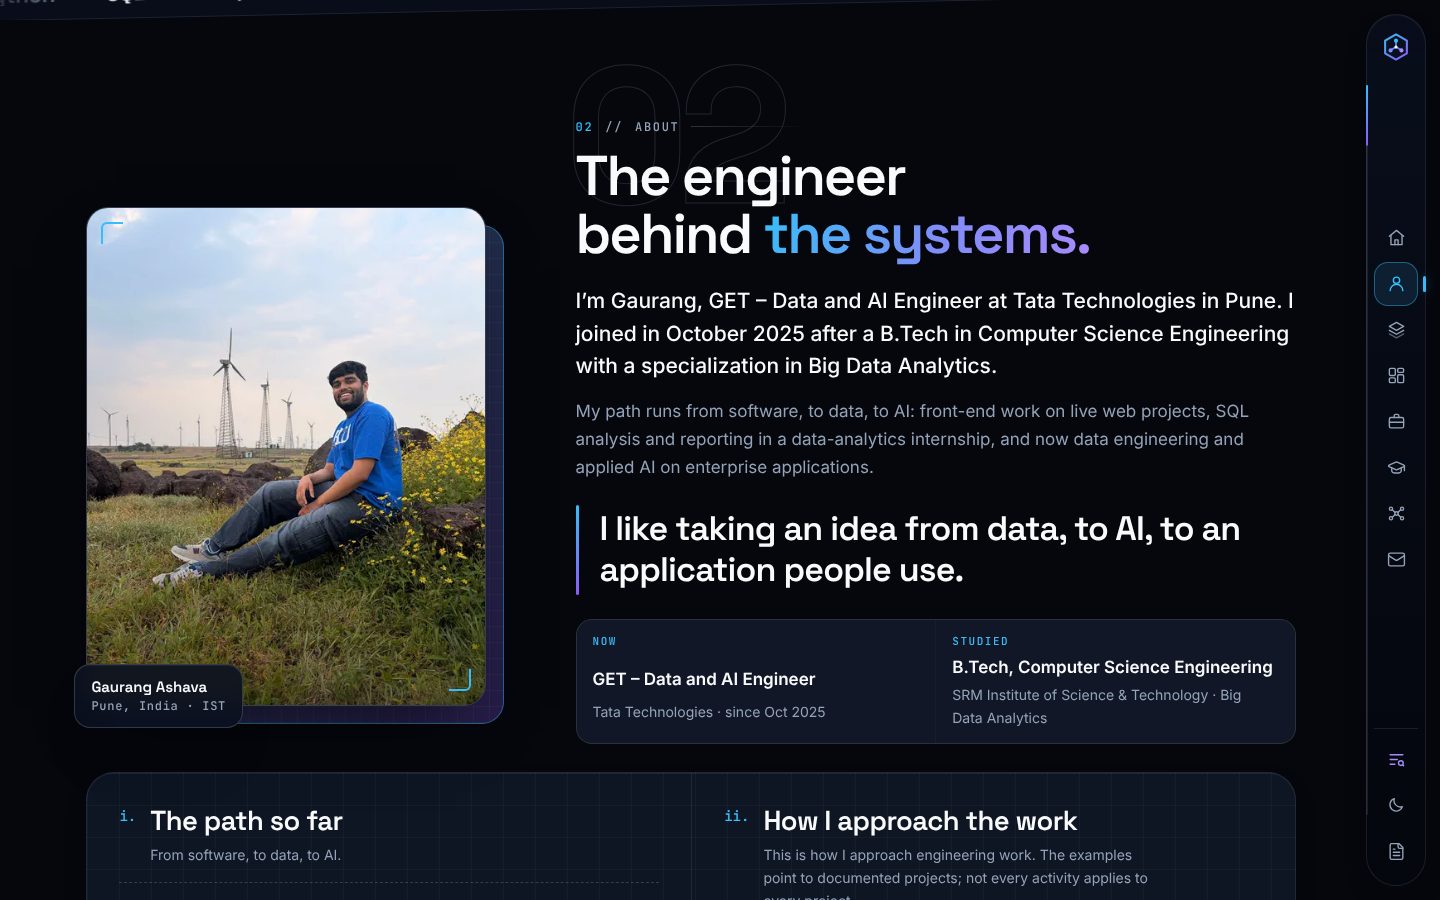 02
02 // ABOUT
The engineer
behind the systems.
I'm Gaurang, GET – Data and AI Engineer at Tata Technologies in Pune. I
joined in October 2025 after a B.Tech in Computer Science Engineering
with a specialization in Big Data Analytics.
My path runs from software, to data, to AI: front-end work on live web projects, SQL
analysis and reporting in a data-analytics internship, and now data engineering and
applied AI on enterprise applications.
I like taking an idea from data, to AI, to an
application people use.
NOW
GET – Data and AI Engineer
Tata Technologies · since Oct 2025
STUDIED
B.Tech, Computer Science Engineering
SRM Institute of Science & Technology · Big
Data Analytics
Gaurang Ashava
Pune, India · IST
i. The path so far
From software, to data, to AI.
ii. How I approach the work
This is how I approach engineering work. The examples
point to documented projects; not every activity applies to
every project.